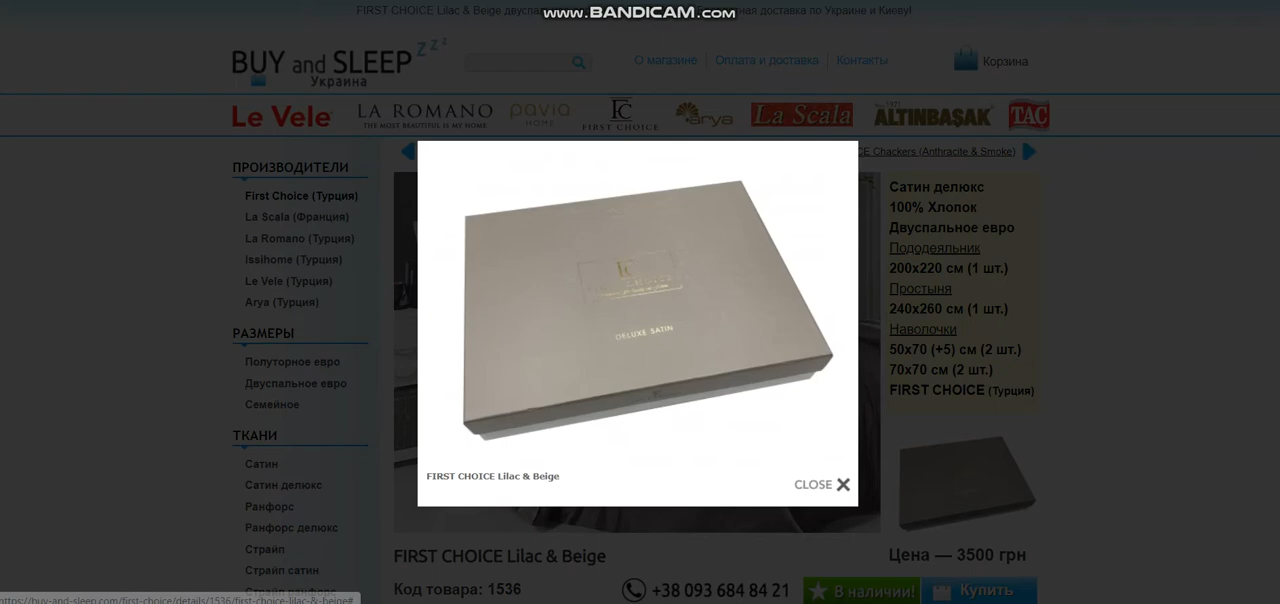 FIRST CHOICE Lilac & Beige двуспал
доставка по Украине и Киеву!
www.BANDICAM.com
BUY and SLEEP z z z
Украина
О магазине
Оплата и доставка
Контакты
Корзина
Le Vele
LA ROMANO
THE MOST BEAUTIFUL IS MY HOME
pavia
HOME
FC
FIRST CHOICE
arya
La Scala
ALTINBAŞAK
TAC
CE Chackers (Anthracite & Smoke)
ПРОИЗВОДИТЕЛИ
First Choice (Турция)
La Scala (Франция)
La Romano (Турция)
Issihome (Турция)
Le Vele (Турция)
Arya (Турция)
РАЗМЕРЫ
Полуторное евро
Двуспальное евро
Семейное
ТКАНИ
Сатин
Сатин делюкс
Ранфорс
Ранфорс делюкс
Страйп
Страйп сатин
FC
DELUXE SATIN
FIRST CHOICE Lilac & Beige
CLOSE
Сатин делюкс
100% Хлопок
Двуспальное евро
Пододеяльник
200x220 см (1 шт.)
Простыня
240x260 см (1 шт.)
Наволочки
50x70 (+5) см (2 шт.)
70x70 см (2 шт.)
FIRST CHOICE (Турция)
FIRST CHOICE Lilac & Beige
Цена — 3500 грн
Код товара: 1536
+38 093 684 84 21
В наличии!
Купить
https://buy-and-sleep.com/first-choice/details/1536/first-choice-lilac-&-beige#